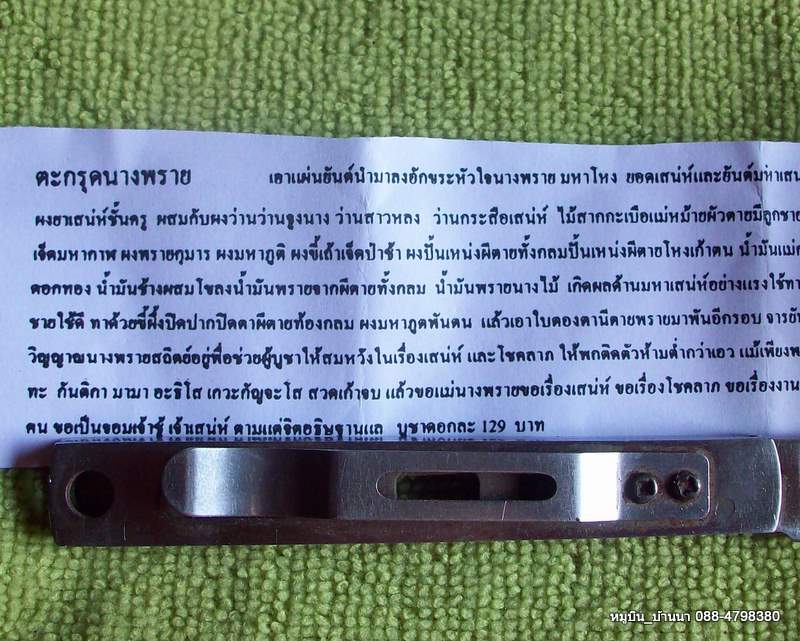 ตะกรุดนางพราย เอาแผ่นยันต์นำมาลงอักขระหัวใจนางพราย มหาโหง ยอดเสน่ห์และยันต์มหาเสน่
ผงยาเสน่ห์ชั้นครู ผสมกับผงว่านว่านจูงนาง ว่านสาวหลง ว่านกระสือเสน่ห์ ไม้สากกะเบือแม่หม้ายผัวตายมีลูกชาย
เจ็ดมหากาฬ ผงพรายกุมาร ผงมหาภูติ ผงขี้เถ้าเจ็ดป่าช้า ผงปั้นเหน่งผีตายทั้งกลมปั้นเหน่งผีตายโหงเก้าตน น้ำมันแม่
ดอกทอง น้ำมันช้างผสมโขลงน้ำมันพรายจากผีตายทั้งกลม น้ำมันพรายนางไม้ เกิดผลด้านมหาเสน่ห์อย่างแรงใช้ทา
ชายใช้ดี ทาด้วยขี้ผึ้งปิดปากปิดตาผีตายท้องกลม ผงมหาภูตพันตน แล้วเอาใบตองตานีตายพรายมาพันอีกรอบ จารยัน
วิญญาณนางพรายสถิตย์อยู่เพื่อช่วยผู้บูชาให้สมหวังในเรื่องเสน่ห์ และโชคลาภ ให้พกติดตัวห้ามต่ำกว่าเอว แม้เพียงพ
ทะ กันติกา มามา อะธิโส เกวะกัญจะโส สวดเก้าจบ แล้วขอแม่นางพรายขอเรื่องเสน่ห์ ขอเรื่องโชคลาภ ขอเรื่องงาน
คน ขอเป็นจอมเจ้าชู้ เจ้าเสน่ห์ ตามแต่จิตอธิษฐานแล บูชาดอกละ 129 บาท
หมูบิน_บ้านนา 088-4798380